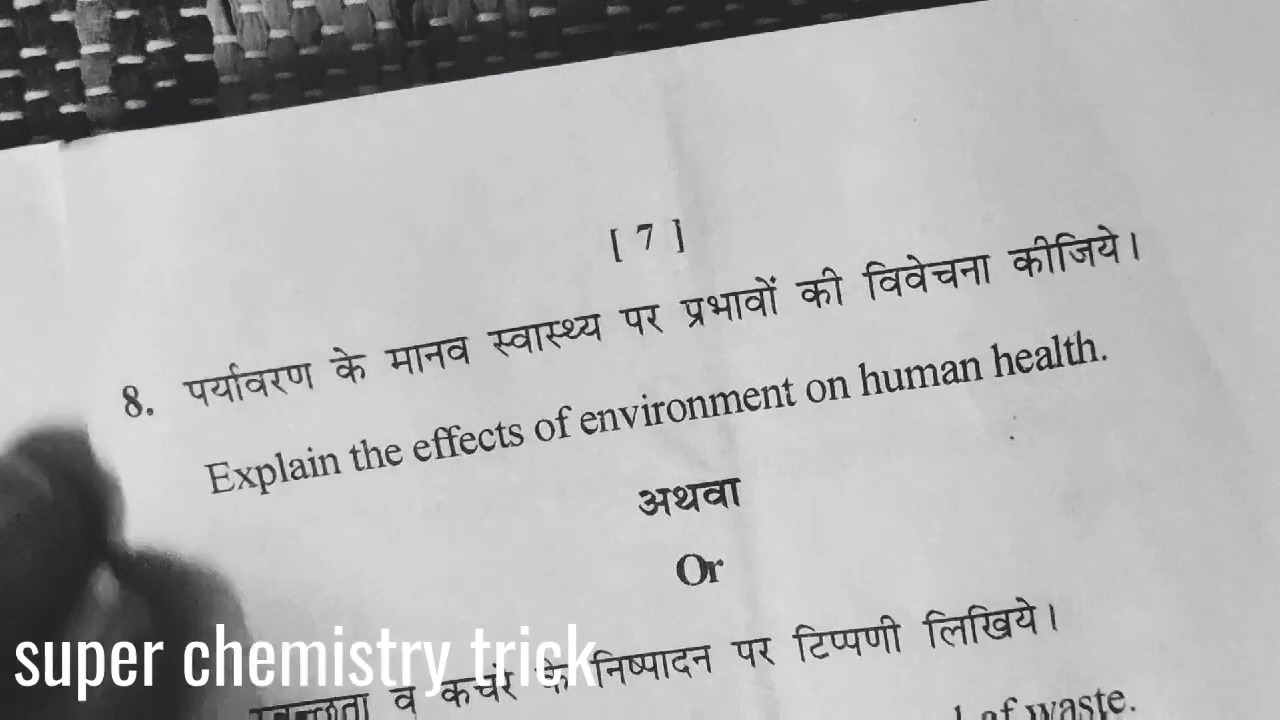 [ 7 ]
8. पर्यावरण के मानव स्वास्थ्य पर प्रभावों की विवेचना कीजिये।
Explain the effects of environment on human health.
अथवा
Or
व कचरे के निष्पादन पर टिप्पणी लिखिये।
of waste.
super chemistry trick